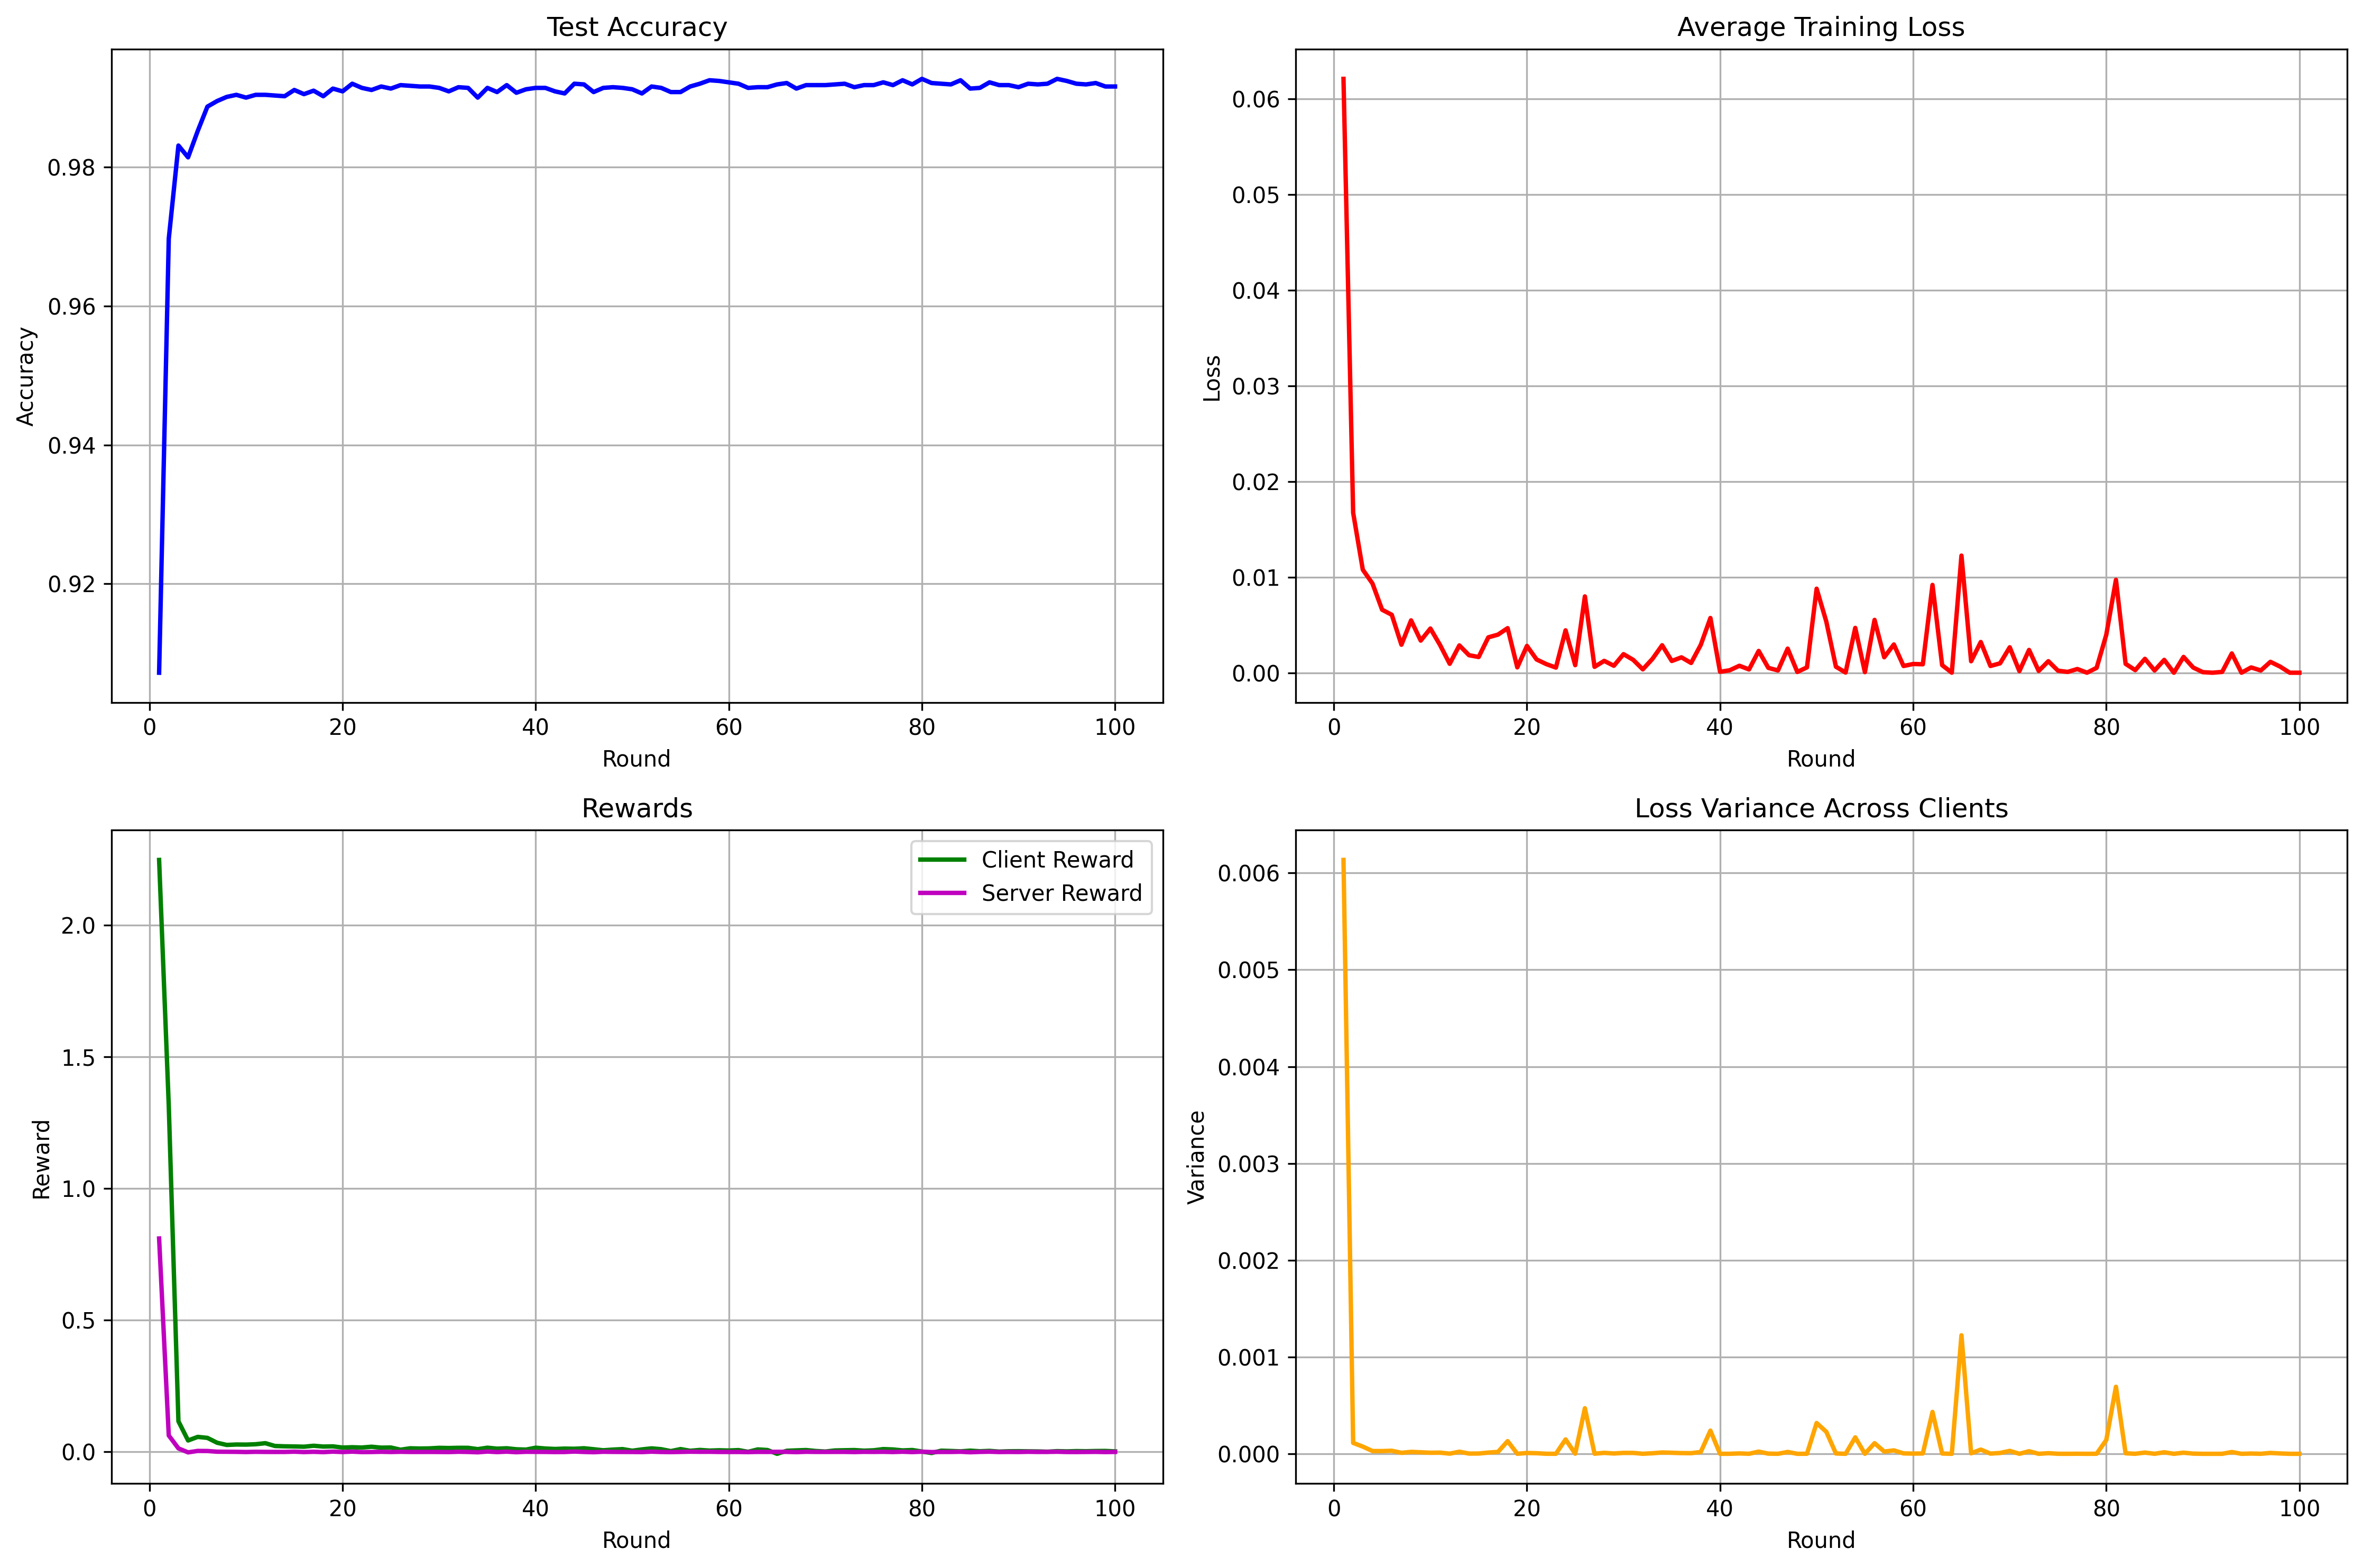 Test Accuracy
Accuracy
0.98
0.96
0.94
0.92
0 20 40 60 80 100
Round
Average Training Loss
Loss
0.06
0.05
0.04
0.03
0.02
0.01
0.00
0 20 40 60 80 100
Round
Rewards
Client Reward
Server Reward
Reward
2.0
1.5
1.0
0.5
0.0
0 20 40 60 80 100
Round
Loss Variance Across Clients
Variance
0.006
0.005
0.004
0.003
0.002
0.001
0.000
0 20 40 60 80 100
Round